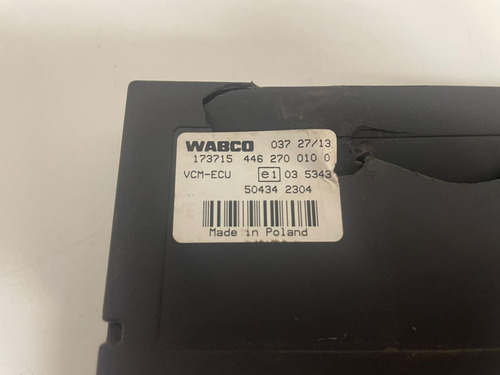 WABCO 037 27/13
173715 446 270 010 0
VCM-ECU e1 03 5343
50434 2304
Made in Poland